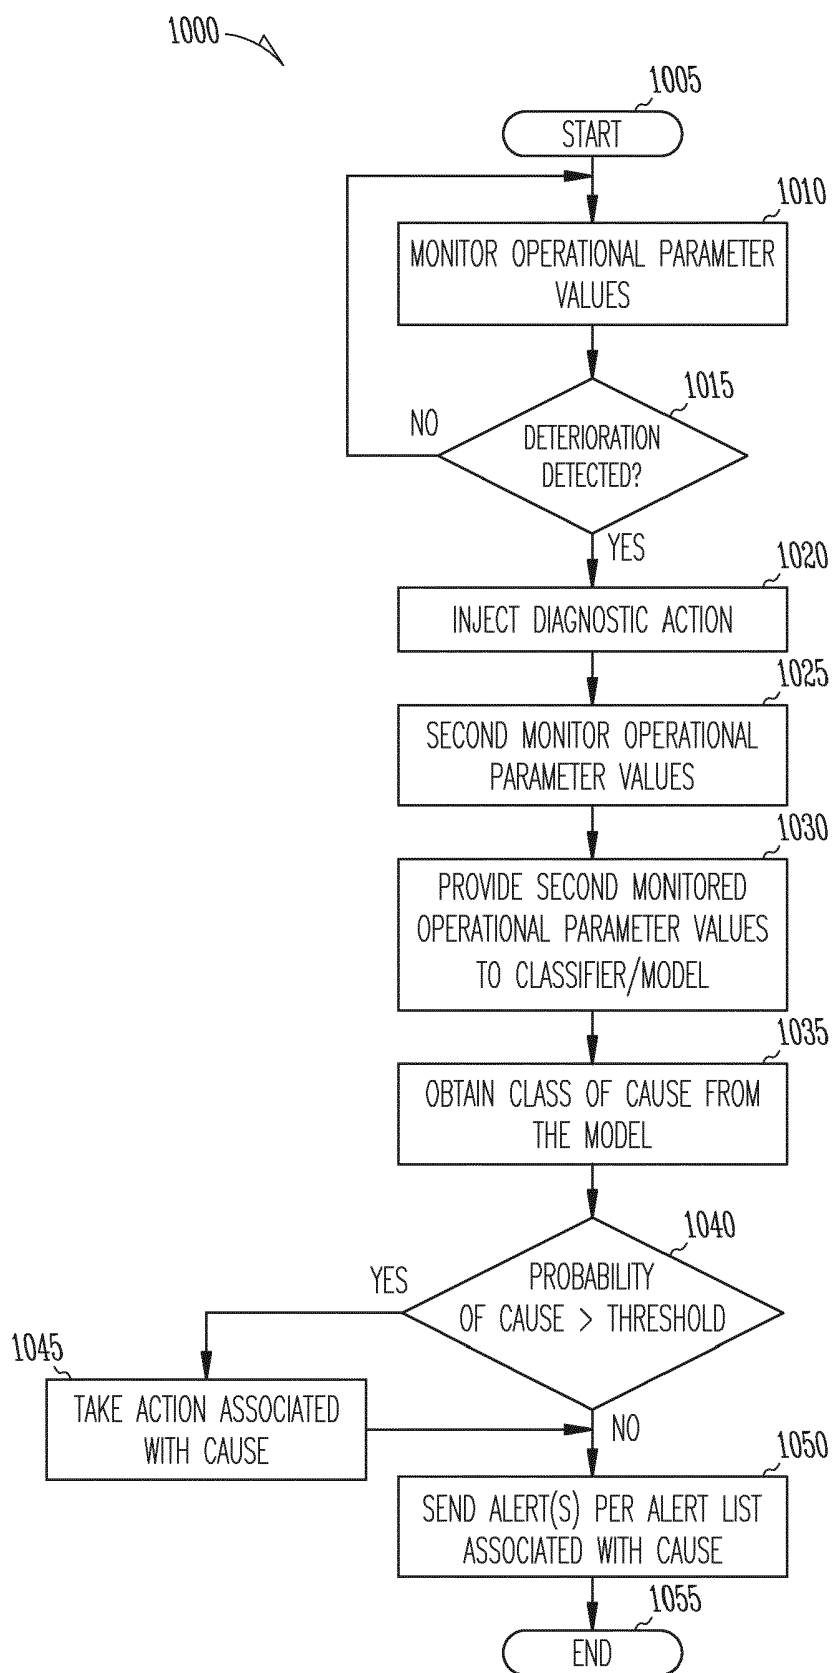 1000
1005
START
1010
MONITOR OPERATIONAL PARAMETER
VALUES
1015
NO
DETERIORATION
DETECTED?
YES
1020
INJECT DIAGNOSTIC ACTION
1025
SECOND MONITOR OPERATIONAL
PARAMETER VALUES
1030
PROVIDE SECOND MONITORED
OPERATIONAL PARAMETER VALUES
TO CLASSIFIER/MODEL
1035
OBTAIN CLASS OF CAUSE FROM
THE MODEL
1040
YES
PROBABILITY
OF CAUSE > THRESHOLD
1045
TAKE ACTION ASSOCIATED
WITH CAUSE
NO
1050
SEND ALERT(S) PER ALERT LIST
ASSOCIATED WITH CAUSE
1055
END